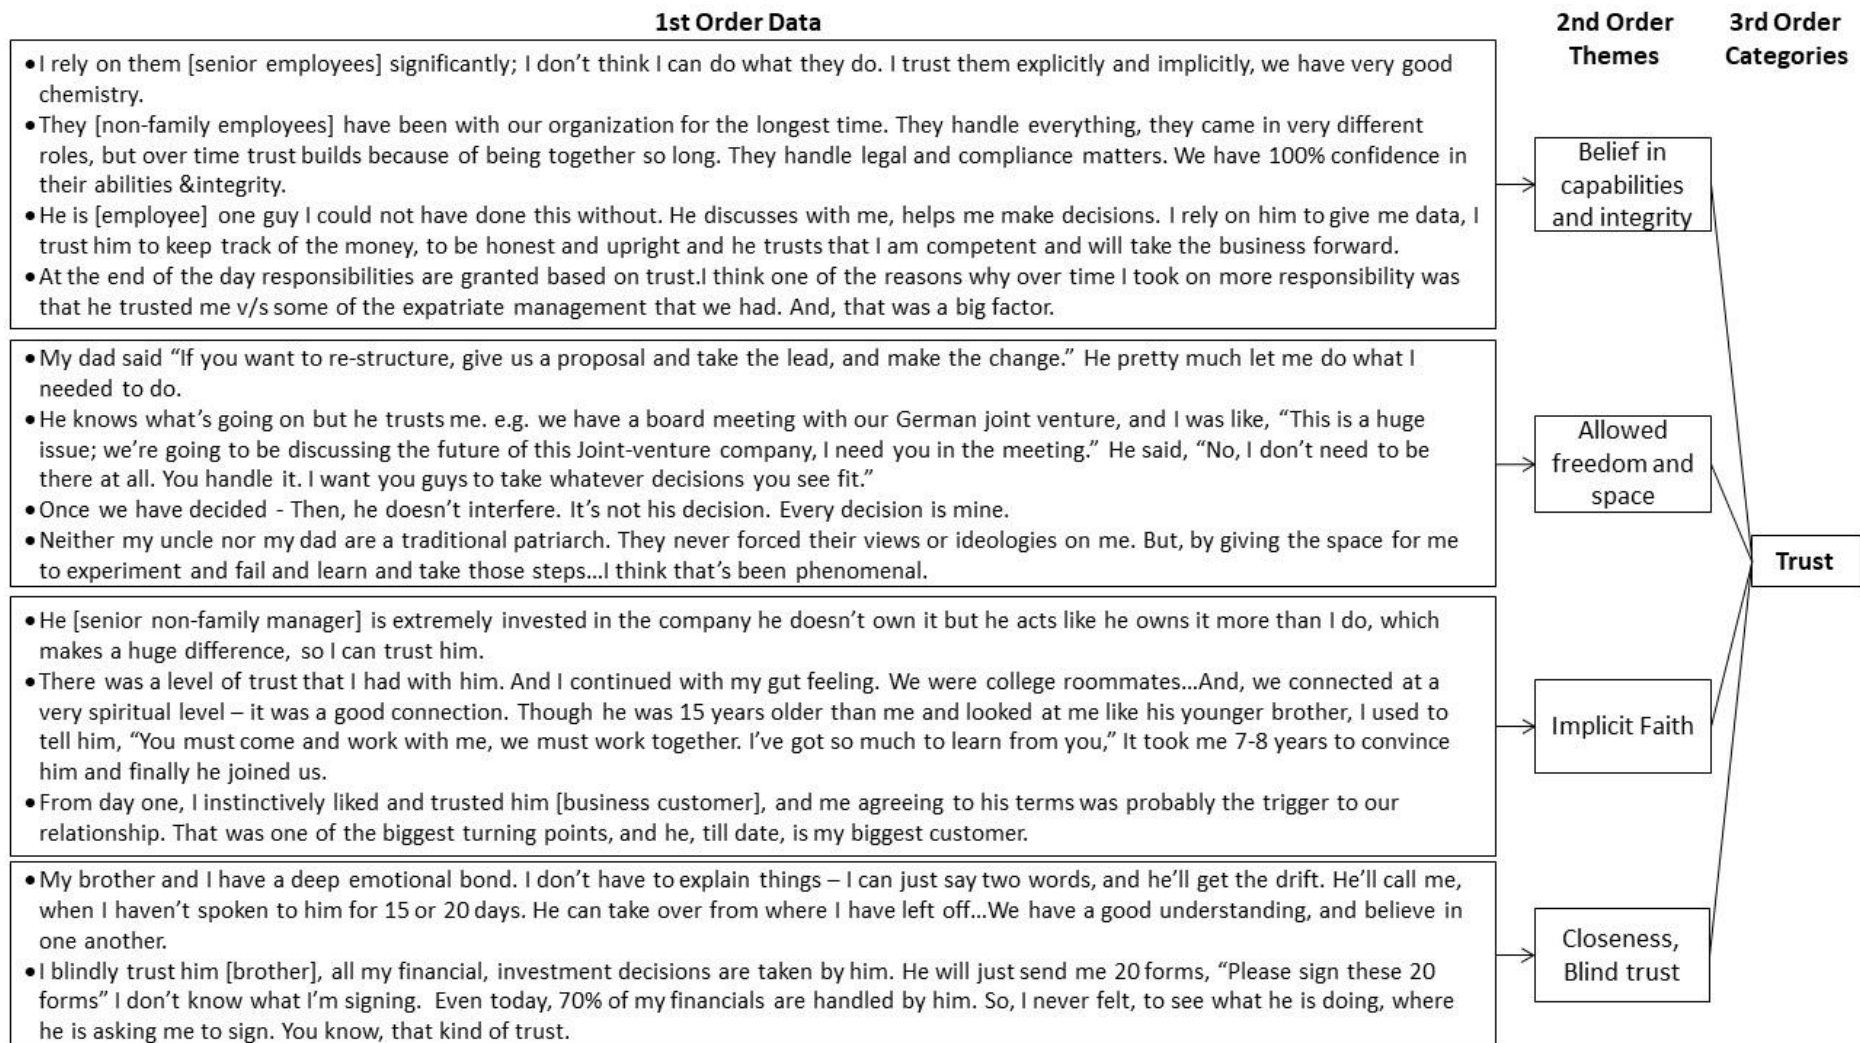 1st Order Data
2nd Order
Themes
3rd Order
Categories
•I rely on them [senior employees] significantly; I don't think I can do what they do. I trust them explicitly and implicitly, we have very good
chemistry.
•They [non-family employees] have been with our organization for the longest time. They handle everything, they came in very different
roles, but over time trust builds because of being together so long. They handle legal and compliance matters. We have 100% confidence in
their abilities &integrity.
•He is [employee] one guy I could not have done this without. He discusses with me, helps me make decisions. I rely on him to give me data, I
trust him to keep track of the money, to be honest and upright and he trusts that I am competent and will take the business forward.
•At the end of the day responsibilities are granted based on trust.I think one of the reasons why over time I took on more responsibility was
that he trusted me v/s some of the expatriate management that we had. And, that was a big factor.
Belief in
capabilities
and integrity
•My dad said “If you want to re-structure, give us a proposal and take the lead, and make the change.” He pretty much let me do what I
needed to do.
•He knows what's going on but he trusts me. e.g. we have a board meeting with our German joint venture, and I was like, “This is a huge
issue; we're going to be discussing the future of this Joint-venture company, I need you in the meeting.” He said, “No, I don't need to be
there at all. You handle it. I want you guys to take whatever decisions you see fit.”
•Once we have decided - Then, he doesn't interfere. It's not his decision. Every decision is mine.
•Neither my uncle nor my dad are a traditional patriarch. They never forced their views or ideologies on me. But, by giving the space for me
to experiment and fail and learn and take those steps...I think that's been phenomenal.
Allowed
freedom and
space
Trust
•He [senior non-family manager] is extremely invested in the company he doesn't own it but he acts like he owns it more than I do, which
makes a huge difference, so I can trust him.
•There was a level of trust that I had with him. And I continued with my gut feeling. We were college roommates...And, we connected at a
very spiritual level – it was a good connection. Though he was 15 years older than me and looked at me like his younger brother, I used to
tell him, “You must come and work with me, we must work together. I've got so much to learn from you,” It took me 7-8 years to convince
him and finally he joined us.
•From day one, I instinctively liked and trusted him [business customer], and me agreeing to his terms was probably the trigger to our
relationship. That was one of the biggest turning points, and he, till date, is my biggest customer.
Implicit Faith
•My brother and I have a deep emotional bond. I don't have to explain things – I can just say two words, and he'll get the drift. He'll call me,
when I haven't spoken to him for 15 or 20 days. He can take over from where I have left off...We have a good understanding, and believe in
one another.
•I blindly trust him [brother], all my financial, investment decisions are taken by him. He will just send me 20 forms, “Please sign these 20
forms” I don't know what I'm signing. Even today, 70% of my financials are handled by him. So, I never felt, to see what he is doing, where
he is asking me to sign. You know, that kind of trust.
Closeness,
Blind trust